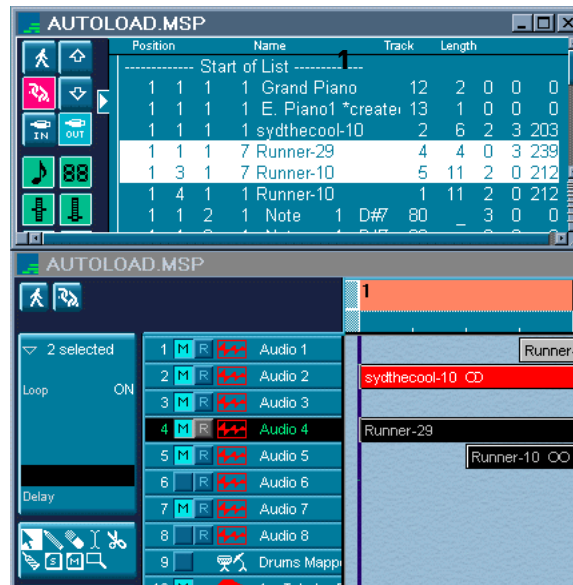 AUTOLOAD.MSP
Position Name Track Length
------------- Start of List -------------
1
1 1 1 1 Grand Piano 12 2 0 0 0
1 1 1 1 E. Piano1 *create 13 1 0 0 0
1 1 1 1 sydthecool-10 2 6 2 3 203
1 1 1 7 Runner-29 4 4 0 3 239
1 3 1 7 Runner-10 5 11 2 0 212
1 4 1 1 Runner-10 1 11 2 0 212
1 1 2 1 Note 1 D#7 80 _ 3 0 0
IN OUT
88
AUTOLOAD.MSP
1
2 selected
Loop ON
Delay
1 M R Audio 1
2 M R Audio 2
3 M R Audio 3
4 M R Audio 4
5 M R Audio 5
6 R Audio 6
7 M R Audio 7
8 R Audio 8
9 Drums Mapp
Runner-
sydthecool-10
Runner-29
Runner-10
S M